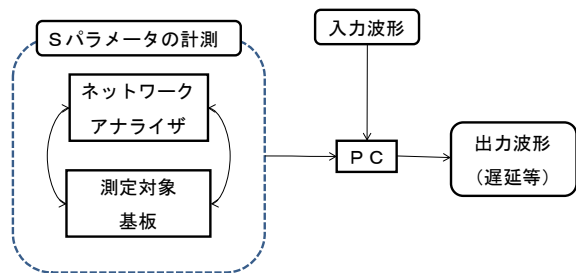 Ｓパラメータの計測
入力波形
ネットワーク
アナライザ
測定対象
基板
ＰＣ
出力波形
（遅延等）